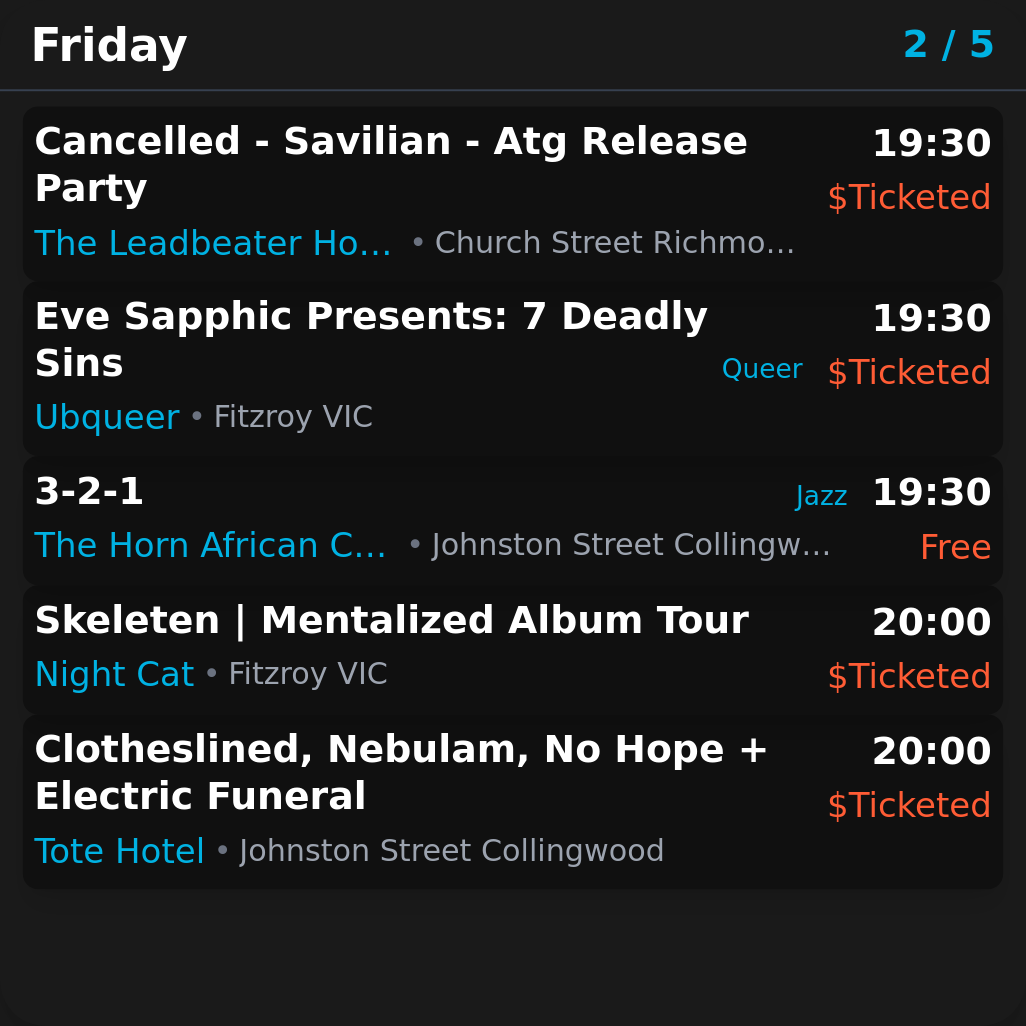 Friday
2 / 5
Cancelled - Savilian - Atg Release
Party
19:30
$Ticketed
The Leadbeater Ho… • Church Street Richmo…
Eve Sapphic Presents: 7 Deadly
Sins
19:30
Queer $Ticketed
Ubqueer • Fitzroy VIC
3-2-1
Jazz 19:30
The Horn African C… • Johnston Street Collingw…
Free
Skeleten | Mentalized Album Tour
20:00
Night Cat • Fitzroy VIC
$Ticketed
Clotheslined, Nebulam, No Hope +
Electric Funeral
20:00
$Ticketed
Tote Hotel • Johnston Street Collingwood